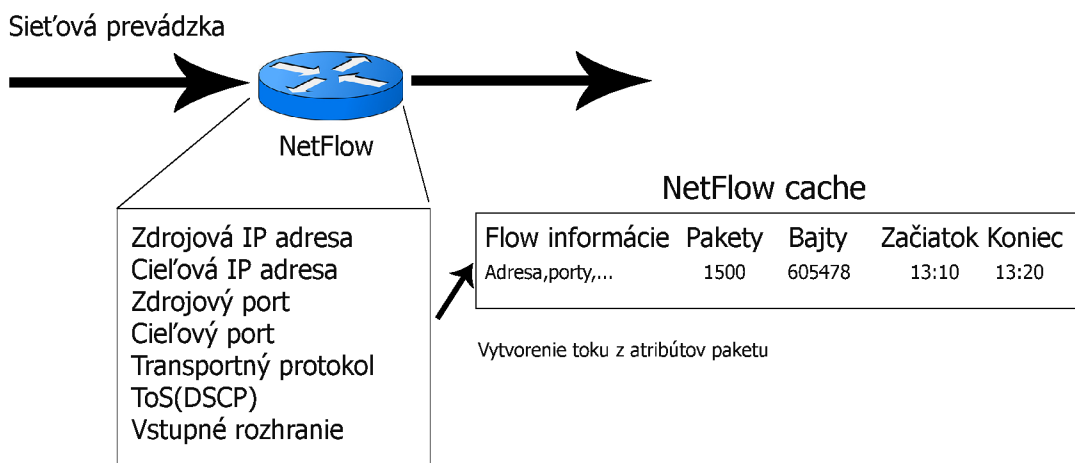 Sieťová prevádzka
NetFlow
Zdrojová IP adresa
Cieľová IP adresa
Zdrojový port
Cieľový port
Transportný protokol
ToS(DSCP)
Vstupné rozhranie
NetFlow cache
Flow informácie Pakety Bajty Začiatok Koniec
Adresa,porty,... 1500 605478 13:10 13:20
Vytvorenie toku z atribútov paketu